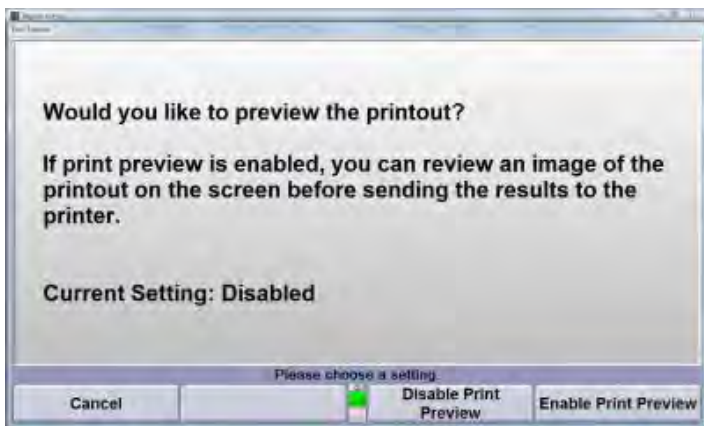 Would you like to preview the printout?
If print preview is enabled, you can review an image of the
printout on the screen before sending the results to the
printer.
Current Setting: Disabled
Please choose a setting.
Cancel
Disable Print
Preview
Enable Print Preview